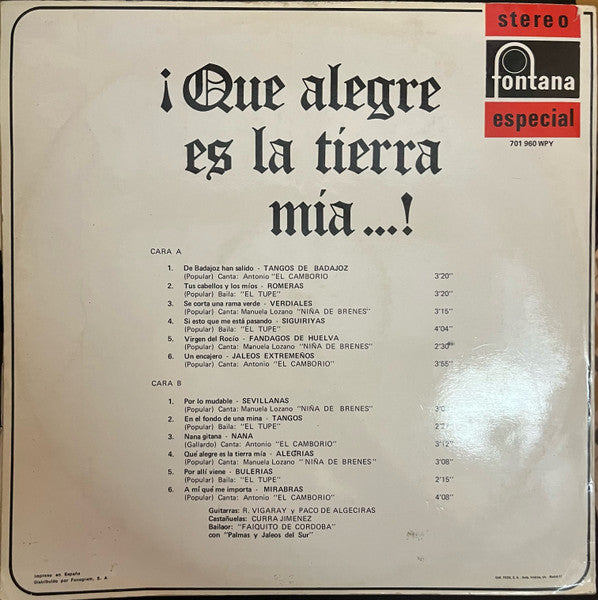 stereo
fontana
especial
701 960 WPY
¡Que alegre
es la tierra
mía...!
CARA A
1. De Badajoz han salido - TANGOS DE BADAJOZ
(Popular) Canta: Antonio "EL CAMBORIO 3'20''
2. Tus cabellos y los míos - ROMERAS
(Popular) Baila: "EL TUPE" 3'20''
3. Se corta una rama verde - VERDIALES
(Popular) Canta: Manuela Lozano "NIÑA DE BRENES" 3'15''
4. Si esto que me está pasando - SIGUIRIYAS
(Popular) Baila: "EL TUPE" 4'04''
5. Virgen del Rocío - FANDAGOS DE HUELVA
(Popular) Canta: Manuela Lozano "NIÑA DE BRENES" 2'30''
6. Un encajero - JALEOS EXTREMEÑOS
(Popular) Canta: Antonio "EL CAMBORIO" 3'55''
CARA B
1. Por lo mudable - SEVILLANAS
(Popular) Canta: Manuela Lozano "NIÑA DE BRENES"
2. En el fondo de una mina - TANGOS
(Popular) Baila: "EL TUPE"
3. Nana gitana - NANA
(Gallardo) Canta: Antonio "EL CAMBORIO" 3'12''
4. Qué alegre es la tierra mía - ALEGRIAS
(Popular) Canta: Manuela Lozano "NIÑA DE BRENES" 3'08''
5. Por allí viene - BULERIAS
(Popular) Baila: "EL TUPE" 2'15''
6. A mí qué me importa - MIRABRAS
(Popular) Canta: Antonio "EL CAMBORIO" 4'08''
Guitarras: R. VIGARAY y PACO DE ALGECIRAS
Castañuelas: CURRA JIMENEZ
Bailaor: "FAIQUITO DE CORDOBA"
con "Palmas y Jaleos del Sur"
Impreso en España
Distribuido por Fonogram, S. A.